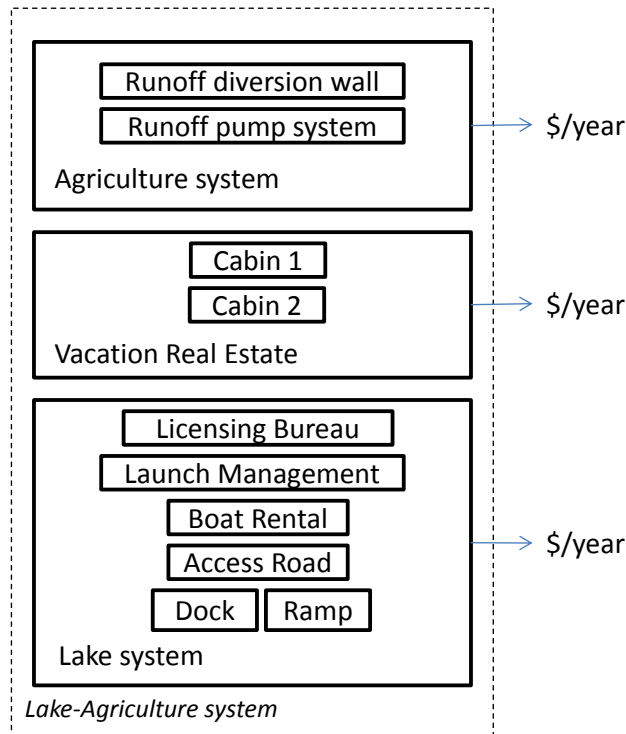 Runoff diversion wall
Runoff pump system
$/year
Agriculture system
Cabin 1
Cabin 2
$/year
Vacation Real Estate
Licensing Bureau
Launch Management
Boat Rental
$/year
Access Road
Dock Ramp
Lake system
Lake-Agriculture system